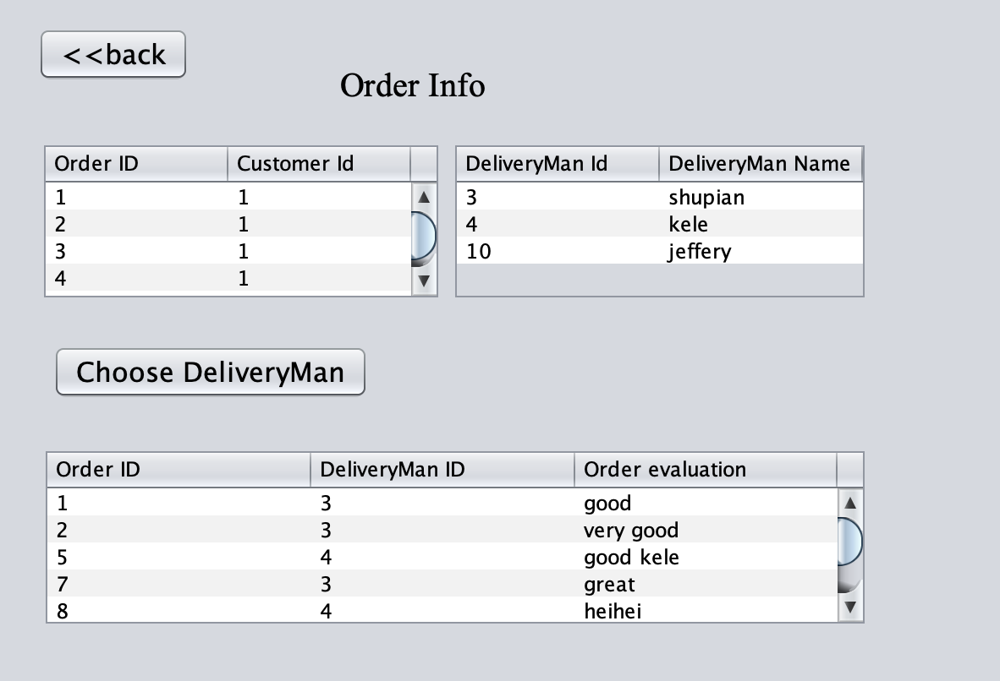 <<back
Order Info
Order ID Customer Id
1 1
2 1
3 1
4 1
DeliveryMan Id DeliveryMan Name
3 shupian
4 kele
10 jeffery
Choose DeliveryMan
Order ID DeliveryMan ID Order evaluation
1 3 good
2 3 very good
5 4 good kele
7 3 great
8 4 heihei